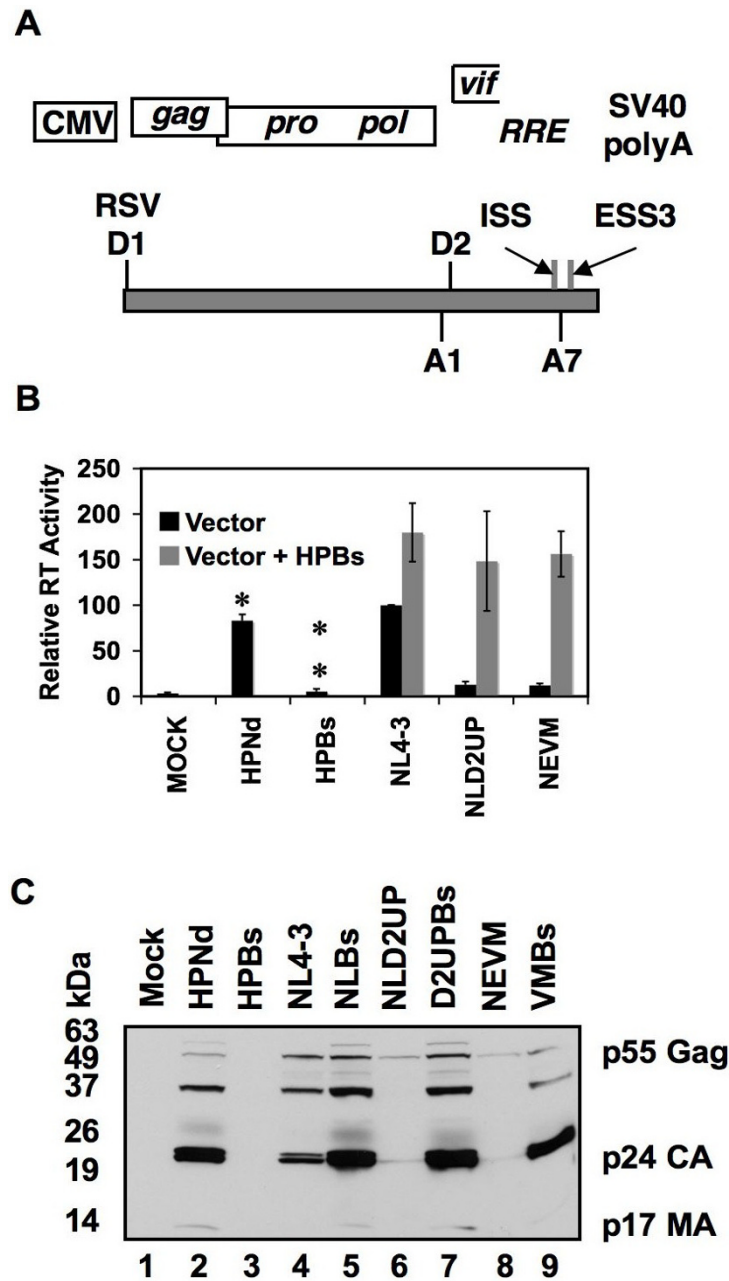 A
CMV gag pro pol vif RRE SV40
polyA
RSV
D1 D2 ISS ESS3
A1 A7
B
Relative RT Activity
250
200
150
100
50
0
Vector
Vector + HPBs
*
*
*
MOCK
HPNd
HPBs
NL4-3
NLD2UP
NEVM
C
kDa
Mock
HPNd
HPBs
NL4-3
NLBs
NLD2UP
D2UPBs
NEVM
VMBs
63
49 p55 Gag
37
26
19 p24 CA
14 p17 MA
1 2 3 4 5 6 7 8 9